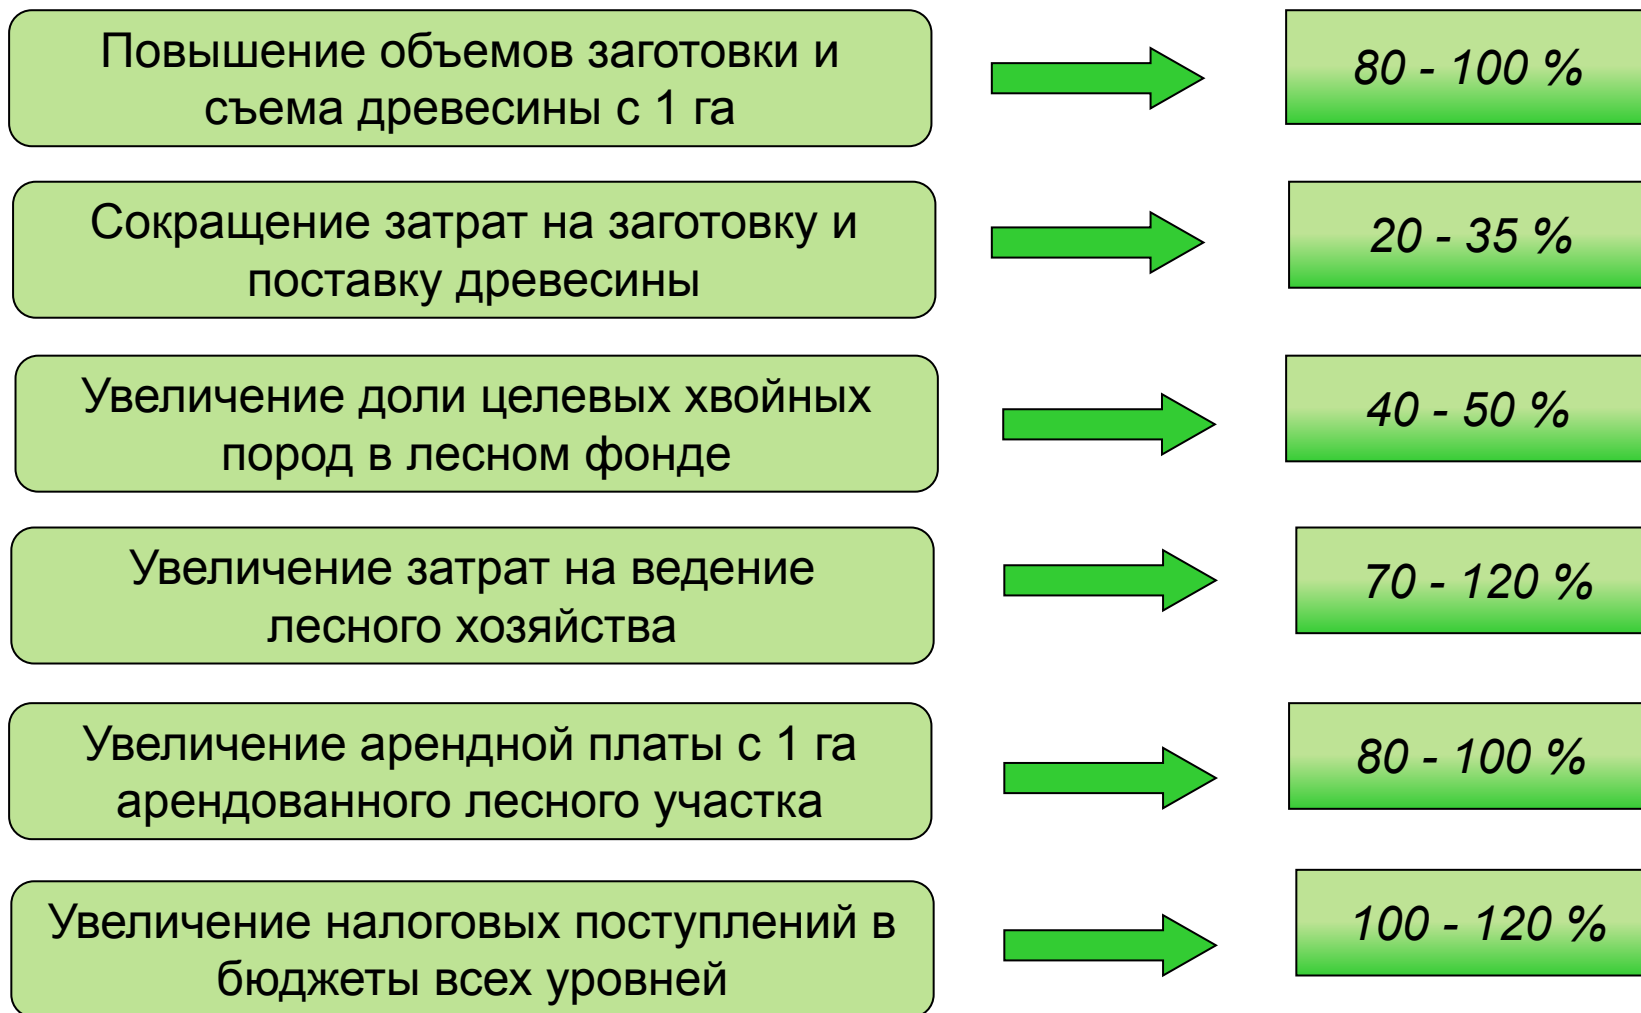 Повышение объемов заготовки и
съема древесины с 1 га
80 - 100 %
Сокращение затрат на заготовку и
поставку древесины
20 - 35 %
Увеличение доли целевых хвойных
пород в лесном фонде
40 - 50 %
Увеличение затрат на ведение
лесного хозяйства
70 - 120 %
Увеличение арендной платы с 1 га
арендованного лесного участка
80 - 100 %
Увеличение налоговых поступлений в
бюджеты всех уровней
100 - 120 %